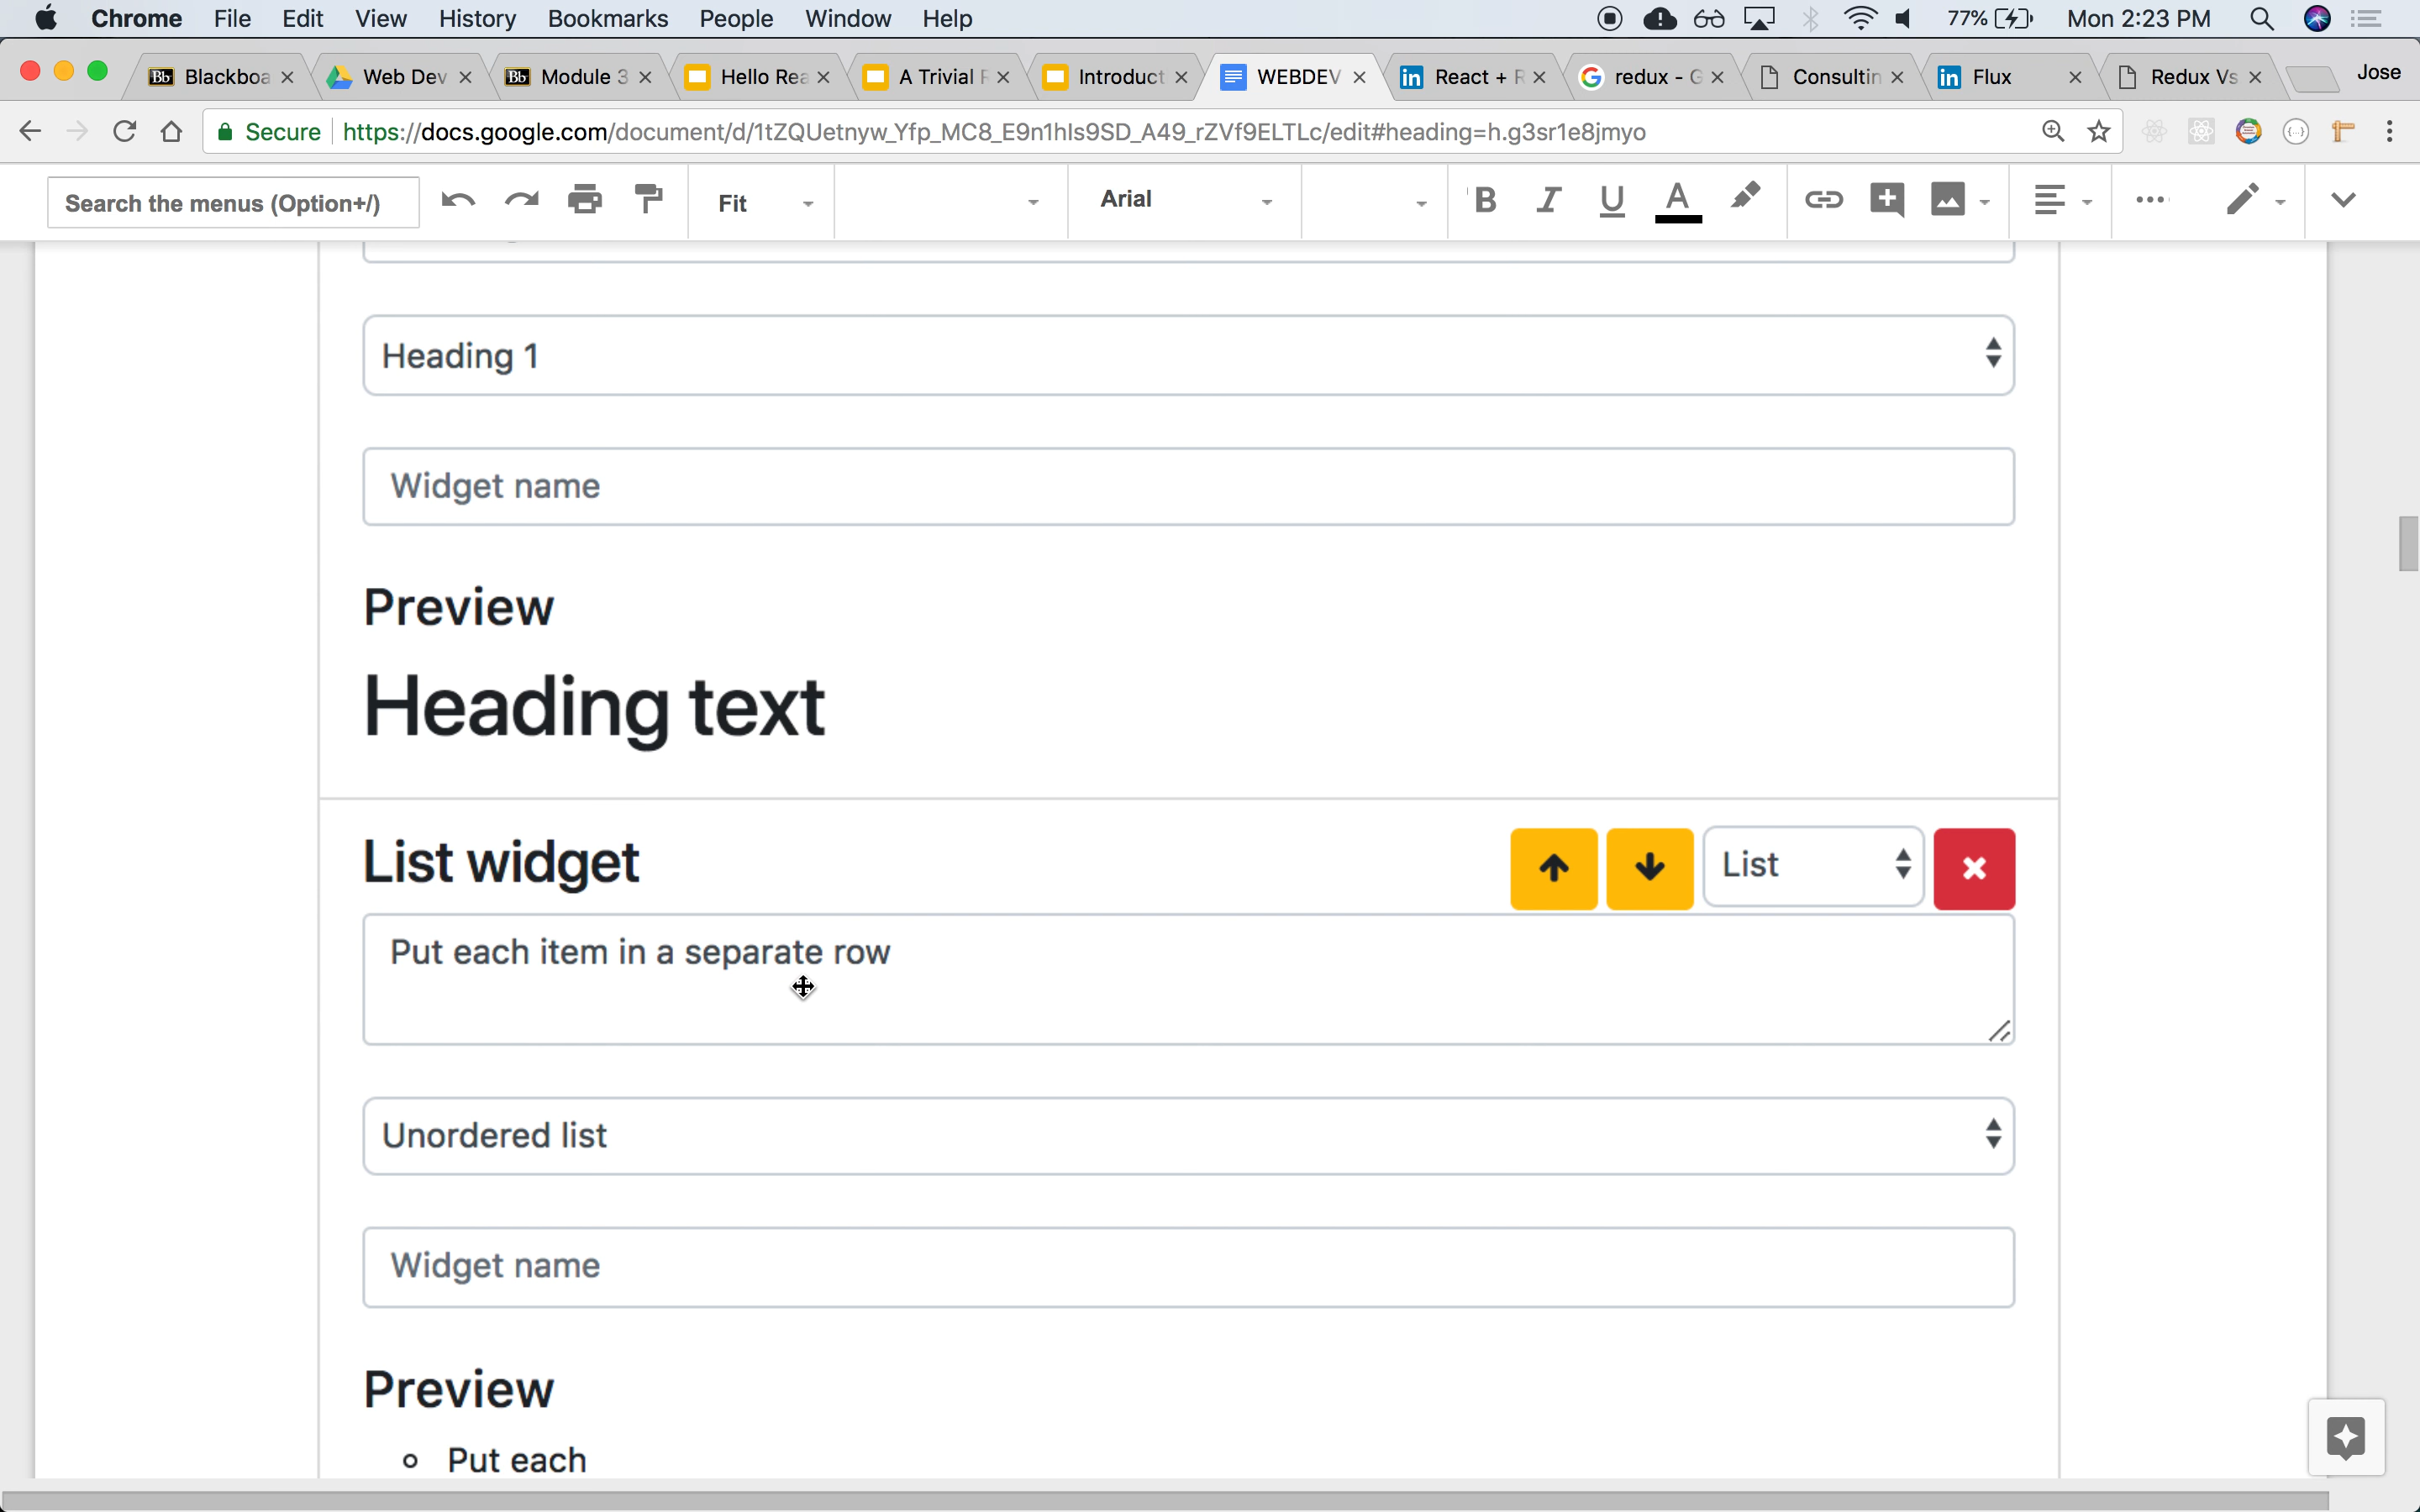 Chrome File Edit View History Bookmarks People Window Help 77% Mon 2:23 PM
Blackboa Web Dev Module 3 Hello Rea A Trivial Introduct WEBDEV React + redux - G Consultin Flux Redux Vs Jose
Secure https://docs.google.com/document/d/1tZQUetnyw_Yfp_MC8_E9n1hls9SD_A49_rZVf9ELTLc/edit#heading=h.g3sr1e8jmyo
Search the menus (Option+/) Fit Arial B I U A
Heading 1
Widget name
Preview
Heading text
List widget List
Put each item in a separate row
Unordered list
Widget name
Preview
Put each